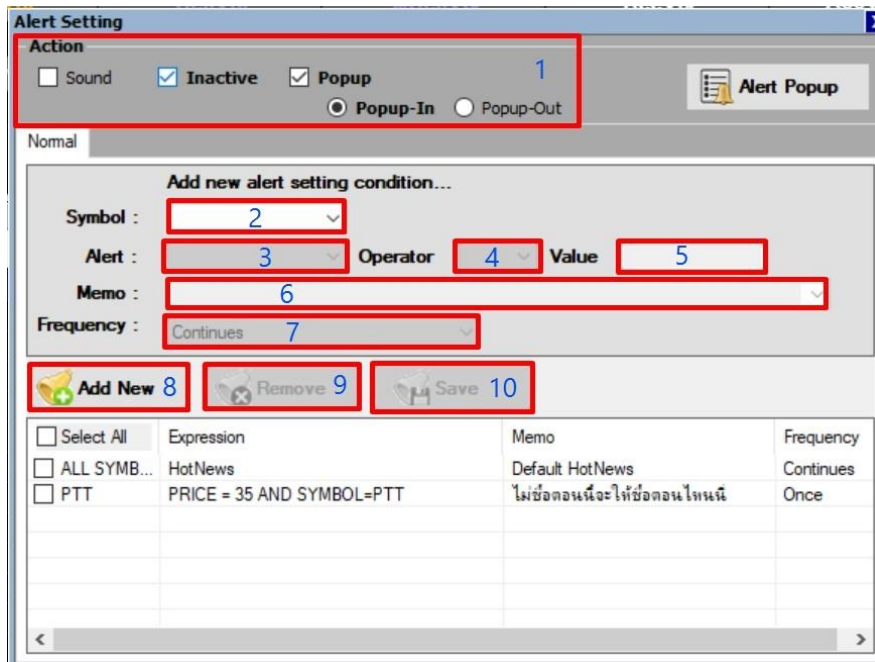 Alert Setting
Action
Sound Inactive Popup 1
Popup-In Popup-Out
Alert Popup
Normal
Add new alert setting condition...
Symbol : 2
Alert : 3 Operator 4 Value 5
Memo : 6
Frequency : Continues 7
Add New 8 Remove 9 Save 10
Select All Expression Memo Frequency
ALL SYMB... HotNews Default HotNews Continues
PTT PRICE = 35 AND SYMBOL=PTT ไม่ซื้อตอนนี้จะให้ซื้อตอนไหนนี่ Once